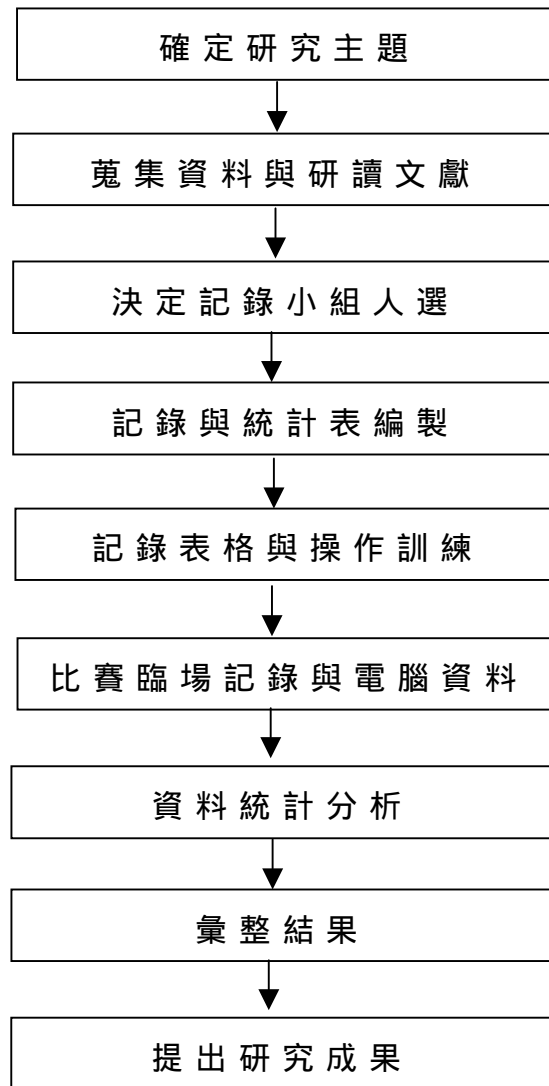 確定研究主題
蒐集資料與研讀文獻
決定記錄小組人選
記錄與統計表編製
記錄表格與操作訓練
比賽臨場記錄與電腦資料
資料統計分析
彙整結果
提出研究成果